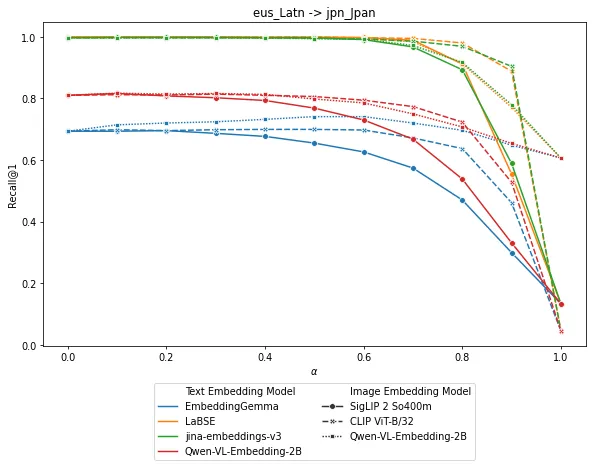 eus_Latn -> jpn_Jpan
1.0
0.8
0.6
0.4
0.2
0.0
Recall@1
0.0 0.2 0.4 0.6 0.8 1.0
α
Text Embedding Model Image Embedding Model
EmbeddingGemma SigLIP 2 So400m
LaBSE CLIP ViT-B/32
jina-embeddings-v3 Qwen-VL-Embedding-2B
Qwen-VL-Embedding-2B